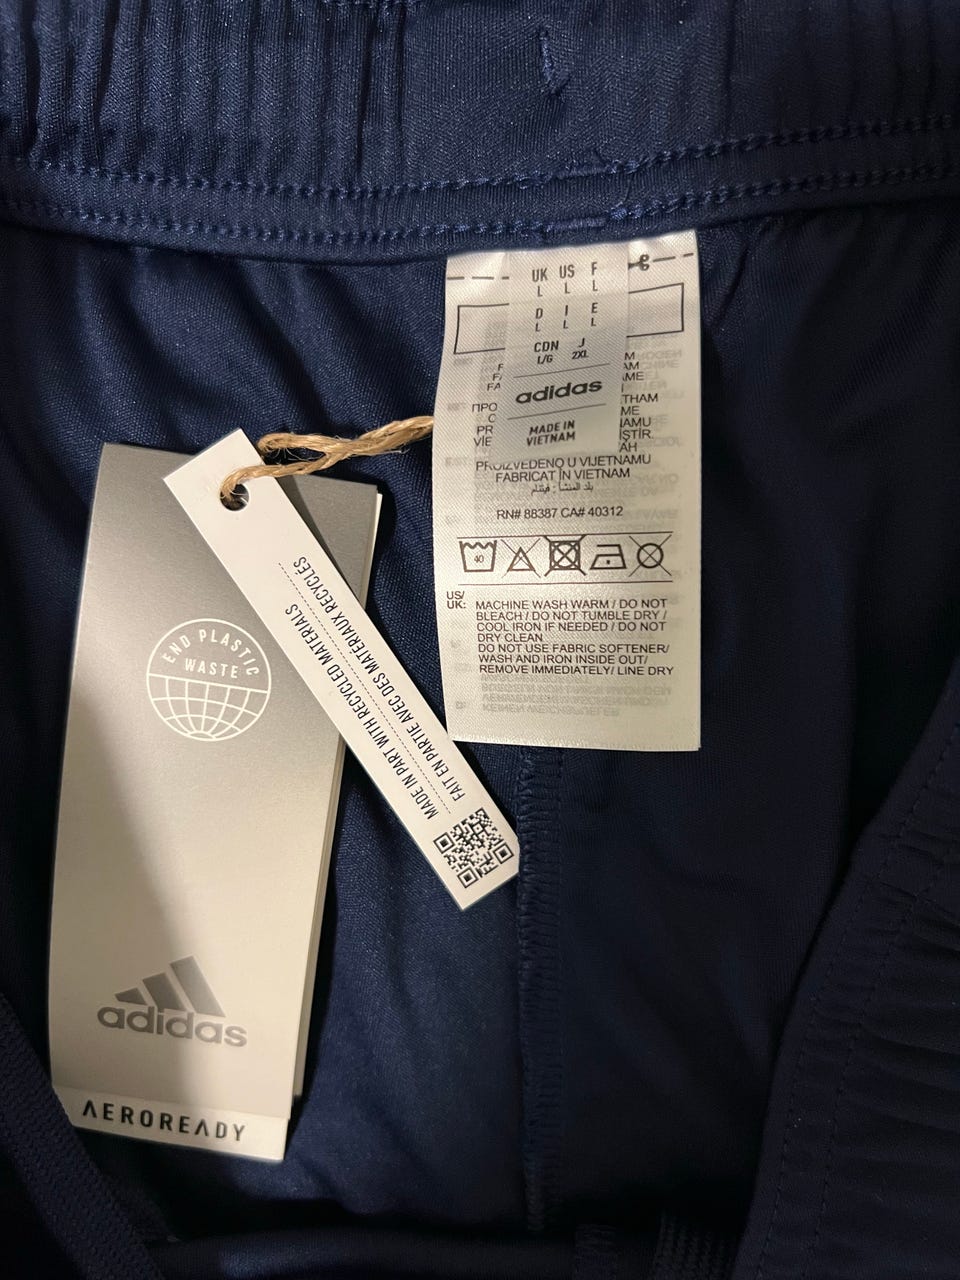 UK US F
L L L
D I E
L L L
CDN J
L/G 2XL
adidas
MADE IN
VIETNAM
PROIZVEDENO U VIJETNAMU
FABRICAT ÎN VIETNAM
بلد المنشأ : فيتنام
RN# 88387 CA# 40312
40
US/
UK: MACHINE WASH WARM / DO NOT
BLEACH / DO NOT TUMBLE DRY /
COOL IRON IF NEEDED / DO NOT
DRY CLEAN
DO NOT USE FABRIC SOFTENER/
WASH AND IRON INSIDE OUT/
REMOVE IMMEDIATELY/ LINE DRY
MADE IN PART WITH RECYCLED MATERIALS
FAIT EN PARTIE AVEC DES MATÉRIAUX RECYCLÉS
END PLASTIC
WASTE
adidas
AEROREADY